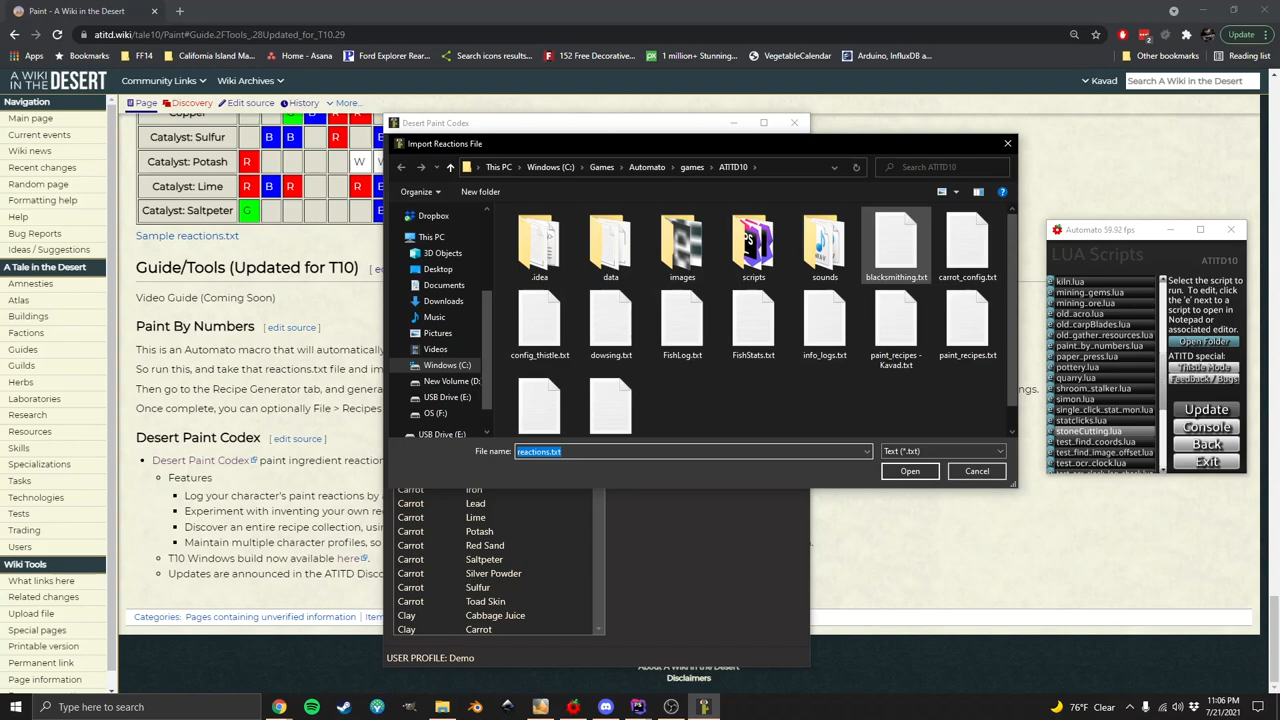 Paint - A Wiki in the Desert
atitd.wiki/tale10/Paint#Guide.2FTools_.28Updated_for_T10.29
Update
Apps
FF14
California Island M...
Home - Asana
Ford Explorer Rear...
Search icons results...
152 Free Decorative...
1 million+ Stunning...
VegetableCalendar
Arduino, InfluxDB a...
Other bookmarks
Reading list
A WIKI
IN THE DESERT
Community Links
Wiki Archives
Kavad
Search A Wiki in the Desert
Navigation
Main page
Current events
Wiki news
Recent changes
Random page
Formatting help
Help
Bug Reports
Ideas / Suggestions
A Tale in the Desert
Amnesties
Atlas
Buildings
Factions
Guides
Guilds
Herbs
Laboratories
Research
Resources
Skills
Specializations
Tasks
Technologies
Tests
Trading
Users
Wiki Tools
What links here
Related changes
Upload file
Special pages
Printable version
Permanent link
Page information
Page
Discovery
Edit source
History
More...
Copper G B R
Catalyst: Sulfur B B R
Catalyst: Potash R W W
Catalyst: Lime R B R R B
Catalyst: Saltpeter G B
Sample reactions.txt
Guide/Tools (Updated for T10)
Video Guide (Coming Soon)
Paint By Numbers [ edit source ]
This is an Automato macro that will automatically
So run this, and take that reactions.txt file and im
Then go to the Recipe Generator tab, and genera
ngs.
Once complete, you can optionally File > Recipes
Desert Paint Codex [ edit source ]
Desert Paint Codex paint ingredient reactio
Features
Log your character's paint reactions by
Experiment with inventing your own re
Discover an entire recipe collection, usi
Maintain multiple character profiles, so
T10 Windows build now available here
Updates are announced in the ATITD Disco
Categories: Pages containing unverified information | Iter
About A Wiki in the Desert
Disclaimers
Desert Paint Codex
Import Reactions File
This PC
Windows (C:)
Games
Automato
games
ATITD10
Search ATITD10
Organize
New folder
Dropbox
This PC
3D Objects
Desktop
Documents
Downloads
Music
Pictures
Videos
Windows (C:)
New Volume (D:
USB Drive (E:)
OS (F:)
USB Drive (E:)
.idea
data
images
scripts
sounds
blacksmithing.txt
carrot_config.txt
config_thistle.txt
dowsing.txt
FishLog.txt
FishStats.txt
info_logs.txt
paint_recipes -
Kavad.txt
paint_recipes.txt
File name:
reactions.txt
Text (*.txt)
Open
Cancel
Carrot Iron
Carrot Lead
Carrot Lime
Carrot Potash
Carrot Red Sand
Carrot Saltpeter
Carrot Silver Powder
Carrot Sulfur
Carrot Toad Skin
Clay Cabbage Juice
Clay Carrot
USER PROFILE: Demo
Automato 59.92 fps
LUA Scripts
ATITD10
kiln.lua
mining_gems.lua
mining_ore.lua
old_acro.lua
old_carpBlades.lua
old_gather_resources.lua
paint_by_numbers.lua
paper_press.lua
pottery.lua
quarry.lua
shroom_stalker.lua
simon.lua
single_click_stat_mon.lua
statclicks.lua
stoneCutting.lua
test_find_coords.lua
test_find_image_offset.lua
test_ocr_clock.lua
Select the script to
run. To edit, click
the 'e' next to a
script to open in
Notepad or
associated editor.
Open Folder
ATITD special:
Thistle Mode
Feedback / Bugs
Update
Console
Back
Exit
Type here to search
76°F Clear
11:06 PM
7/21/2021